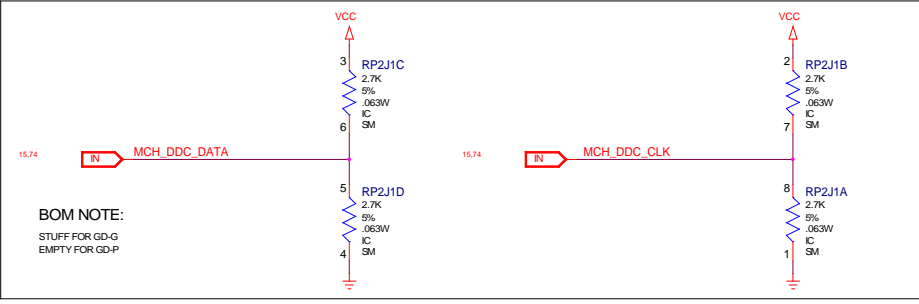 VCC
3
RP2J1C
2.7K
5%
.063W
IC
SM
6
15,74
IN
MCH_DDC_DATA
5
RP2J1D
2.7K
5%
.063W
IC
SM
4
BOM NOTE:
STUFF FOR GD-G
EMPTY FOR GD-P
VCC
2
RP2J1B
2.7K
5%
.063W
IC
SM
7
15,74
IN
MCH_DDC_CLK
8
RP2J1A
2.7K
5%
.063W
IC
SM
1